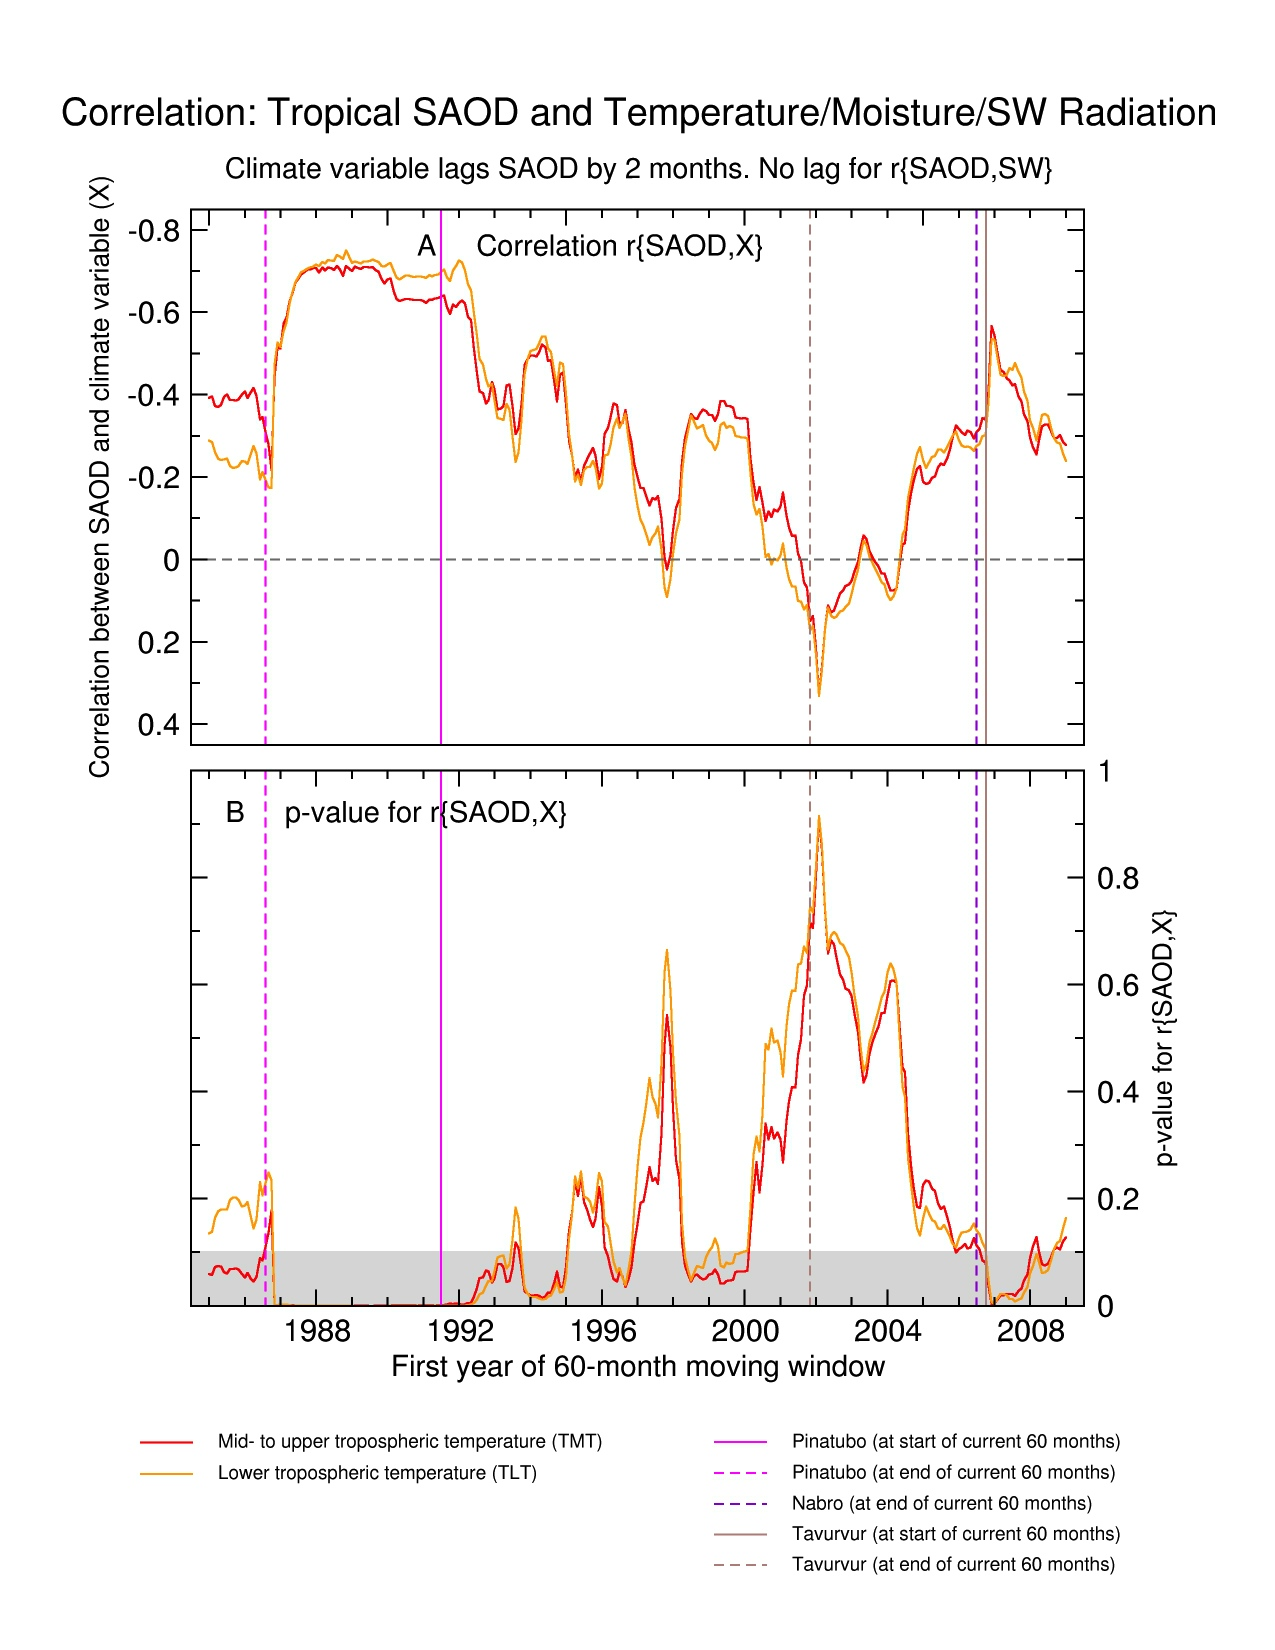 Correlation: Tropical SAOD and Temperature/Moisture/SW Radiation
Climate variable lags SAOD by 2 months. No lag for r{SAOD,SW}
Correlation between SAOD and climate variable (X)
A Correlation r{SAOD,X}
-0.8
-0.6
-0.4
-0.2
0
0.2
0.4
B p-value for r{SAOD,X}
1
0.8
0.6
0.4
0.2
0
p-value for r{SAOD,X}
1988 1992 1996 2000 2004 2008
First year of 60-month moving window
Mid- to upper tropospheric temperature (TMT)
Lower tropospheric temperature (TLT)
Pinatubo (at start of current 60 months)
Pinatubo (at end of current 60 months)
Nabro (at end of current 60 months)
Tavurvur (at start of current 60 months)
Tavurvur (at end of current 60 months)